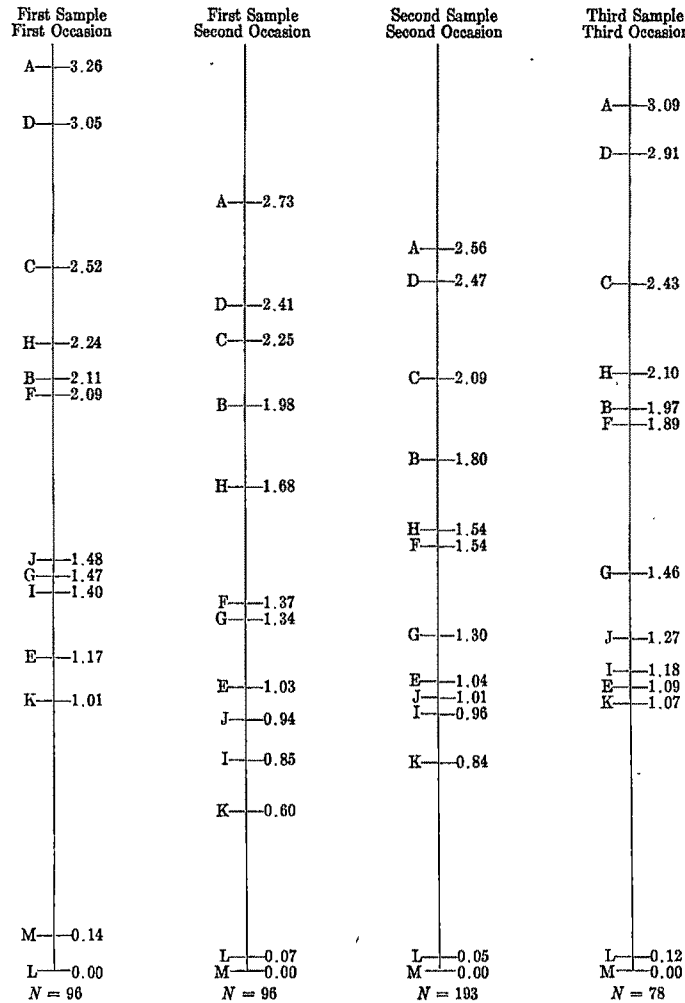 First Sample
First Occasion
A 3.26
D 3.05
C 2.52
H 2.24
B 2.11
F 2.09
J 1.48
G 1.47
I 1.40
E 1.17
K 1.01
M 0.14
L 0.00
N = 96
First Sample
Second Occasion
A 2.73
D 2.41
C 2.25
B 1.98
H 1.68
F 1.37
G 1.34
E 1.03
J 0.94
I 0.85
K 0.60
L 0.07
M 0.00
N = 96
Second Sample
Second Occasion
A 2.56
D 2.47
C 2.09
B 1.80
H 1.54
F 1.54
G 1.30
E 1.04
J 1.01
I 0.96
K 0.84
L 0.05
M 0.00
N = 193
Third Sample
Third Occasion
A 3.09
D 2.91
C 2.43
H 2.10
B 1.97
F 1.89
G 1.46
J 1.27
I 1.18
E 1.09
K 1.07
L 0.12
M 0.00
N = 78